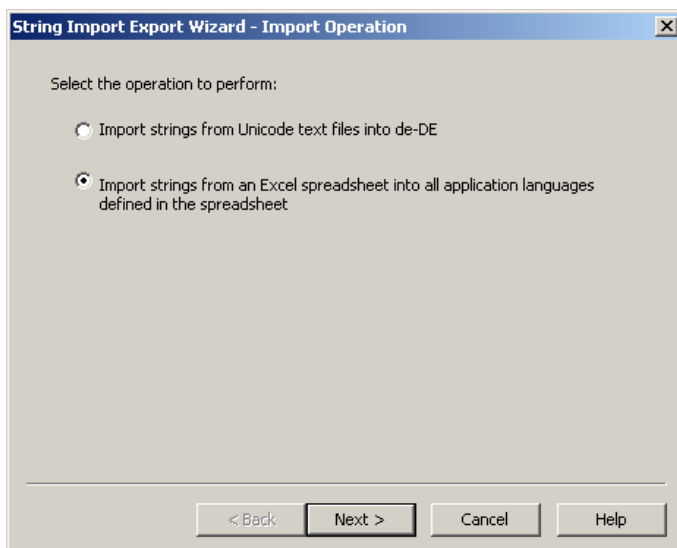 String Import Export Wizard - Import Operation
Select the operation to perform:
Import strings from Unicode text files into de-DE
Import strings from an Excel spreadsheet into all application languages
defined in the spreadsheet
< Back Next > Cancel Help